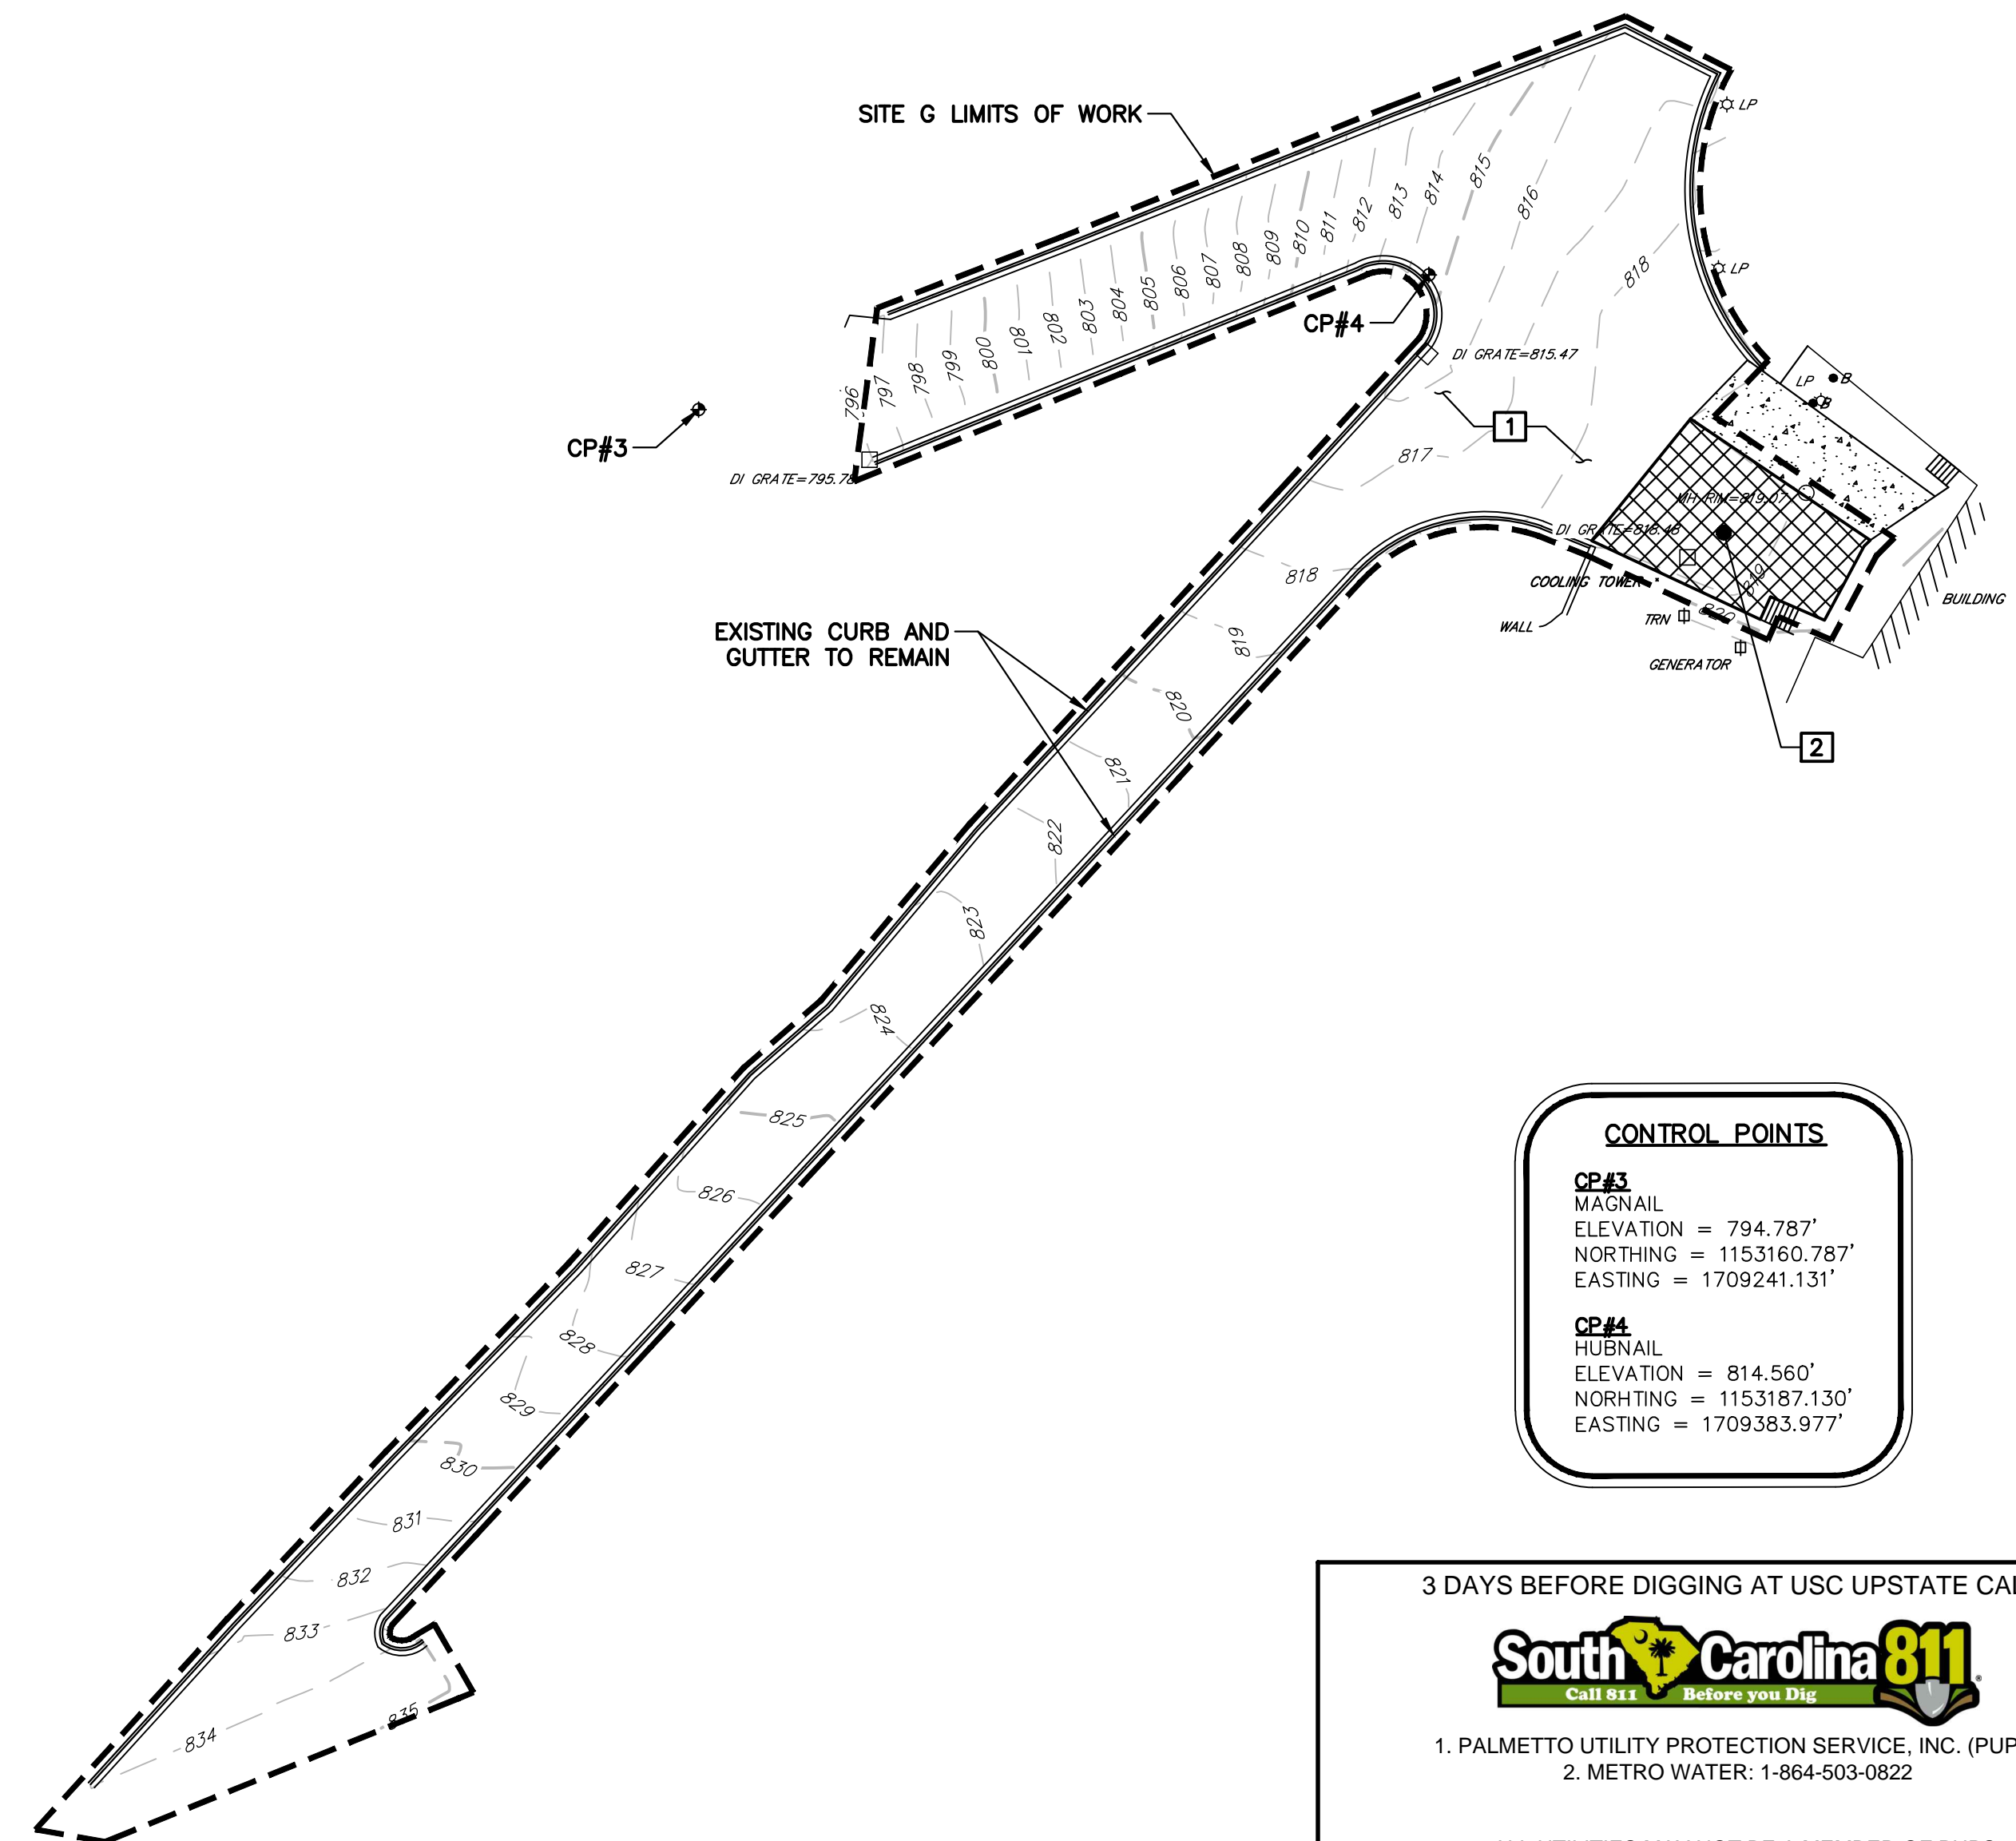 SITE G LIMITS OF WORK
LP
LP
815
814
813
812
811
810
809
808
807
806
805
804
803
802
801
800
799
798
797
796
816
818
CP#4
CP#3
DI GRATE=815.47
DI GRATE=795.78
1
817
LP
B
B
MH RIM=819.07
818
COOLING TOWER
819
820
WALL
TRN
GENERATOR
BUILDING
2
EXISTING CURB AND
GUTTER TO REMAIN
819
820
821
822
823
824
825
826
827
828
829
830
831
832
833
834
835
CONTROL POINTS
CP#3
MAGNAIL
ELEVATION = 794.787'
NORTHING = 1153160.787'
EASTING = 1709241.131'
CP#4
HUBNAIL
ELEVATION = 814.560'
NORHTING = 1153187.130'
EASTING = 1709383.977'
3 DAYS BEFORE DIGGING AT USC UPSTATE
South Carolina 811
Call 811 Before you Dig
1. PALMETTO UTILITY PROTECTION SERVICE, INC. (PUP
2. METRO WATER: 1-864-503-0822